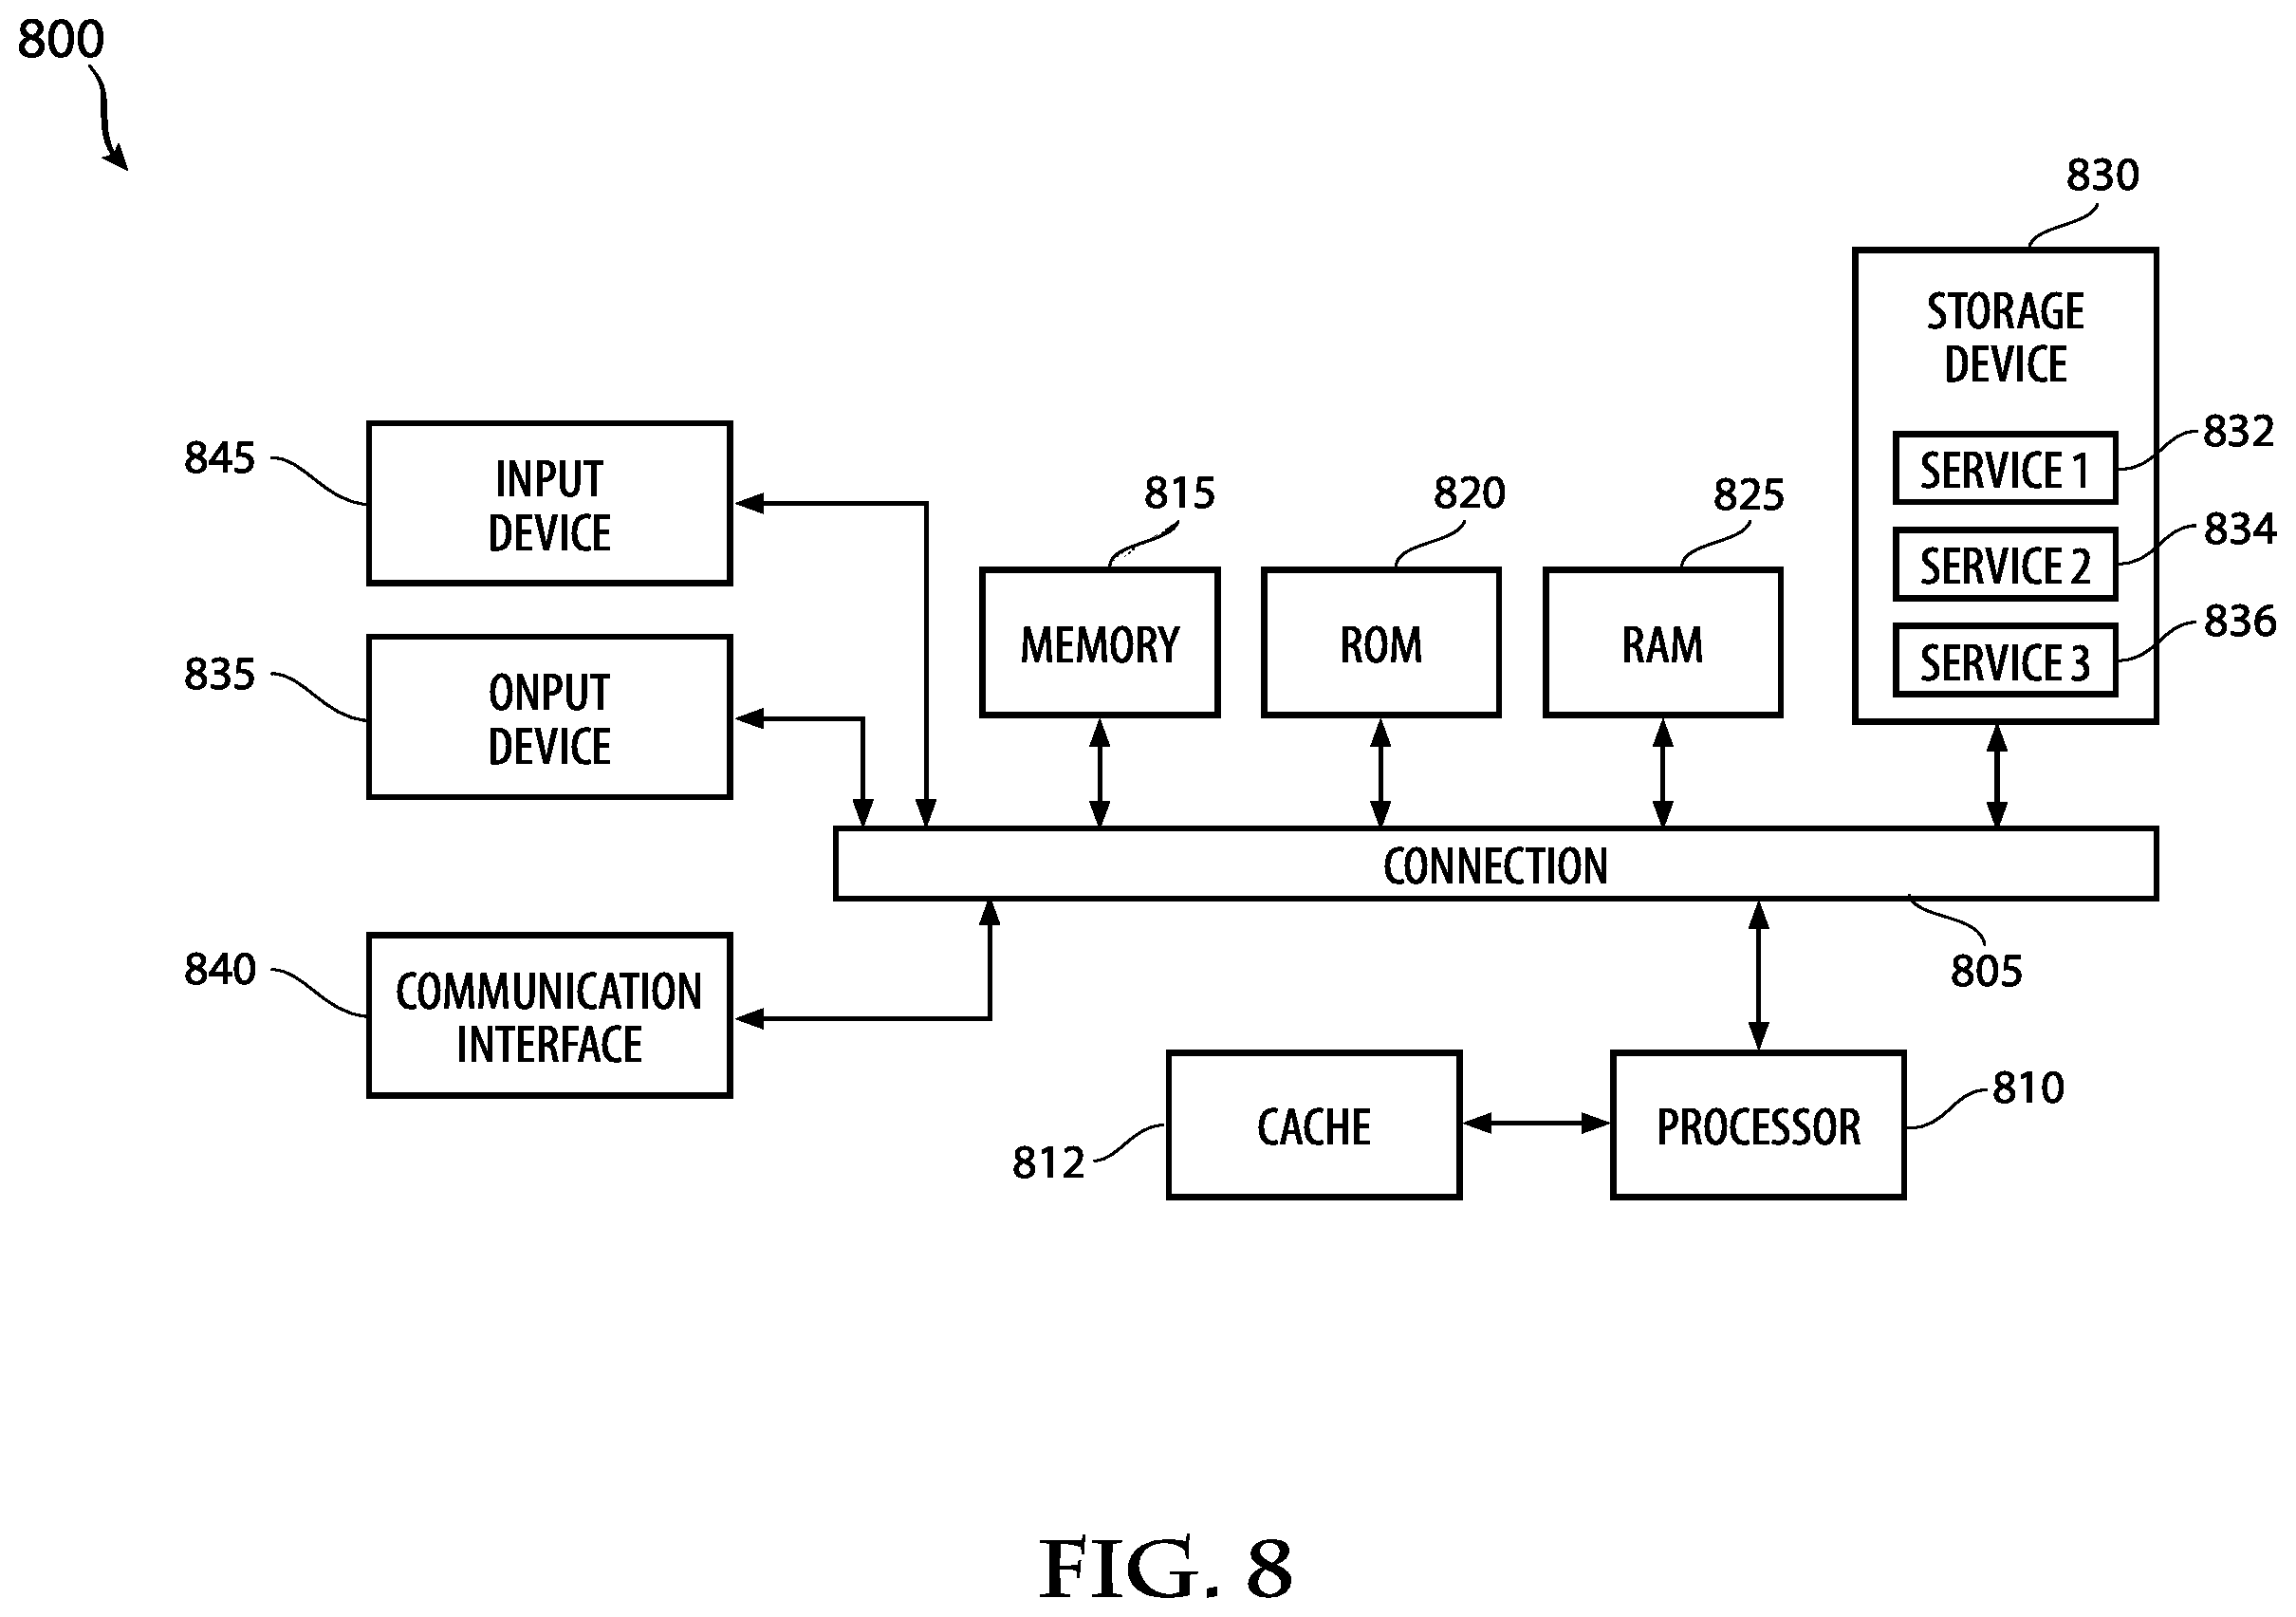 800
830
STORAGE
DEVICE
832
SERVICE 1
834
SERVICE 2
836
SERVICE 3
845
INPUT
DEVICE
815
820
825
MEMORY
ROM
RAM
835
ONPUT
DEVICE
CONNECTION
805
840
COMMUNICATION
INTERFACE
812
CACHE
PROCESSOR
810
FIG. 8